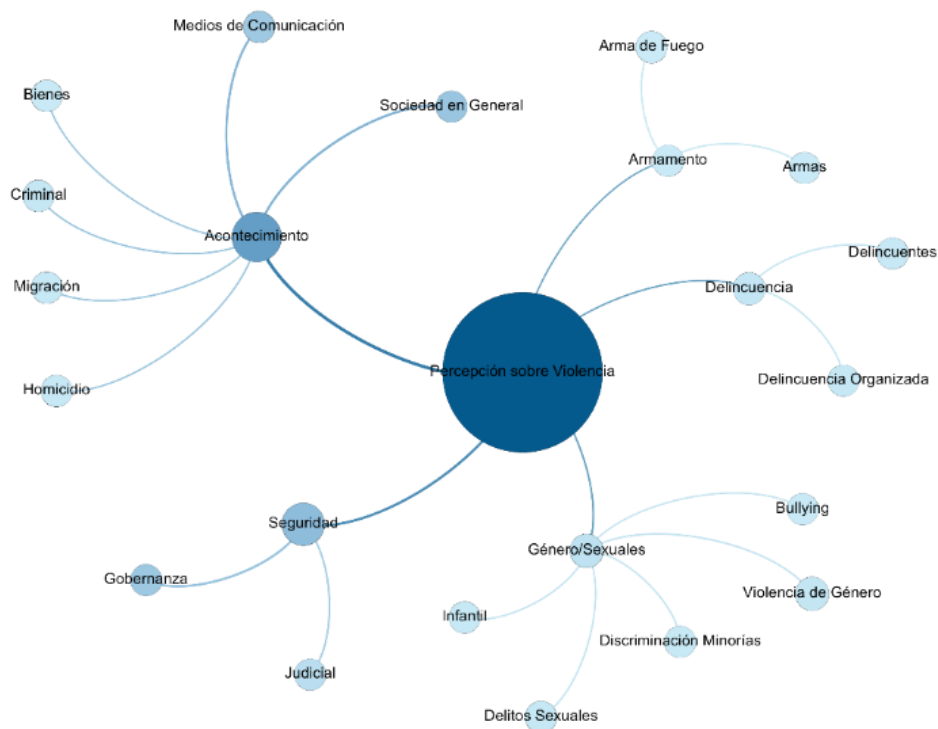 Medios de Comunicación
Arma de Fuego
Bienes
Sociedad en General
Armamento
Armas
Criminal
Acontecimiento
Delincuentes
Migración
Delincuencia
Percepción sobre Violencia
Delincuencia Organizada
Homicidio
Bullying
Seguridad
Género/Sexuales
Gobernanza
Violencia de Género
Infantil
Discriminación Minorías
Judicial
Delitos Sexuales